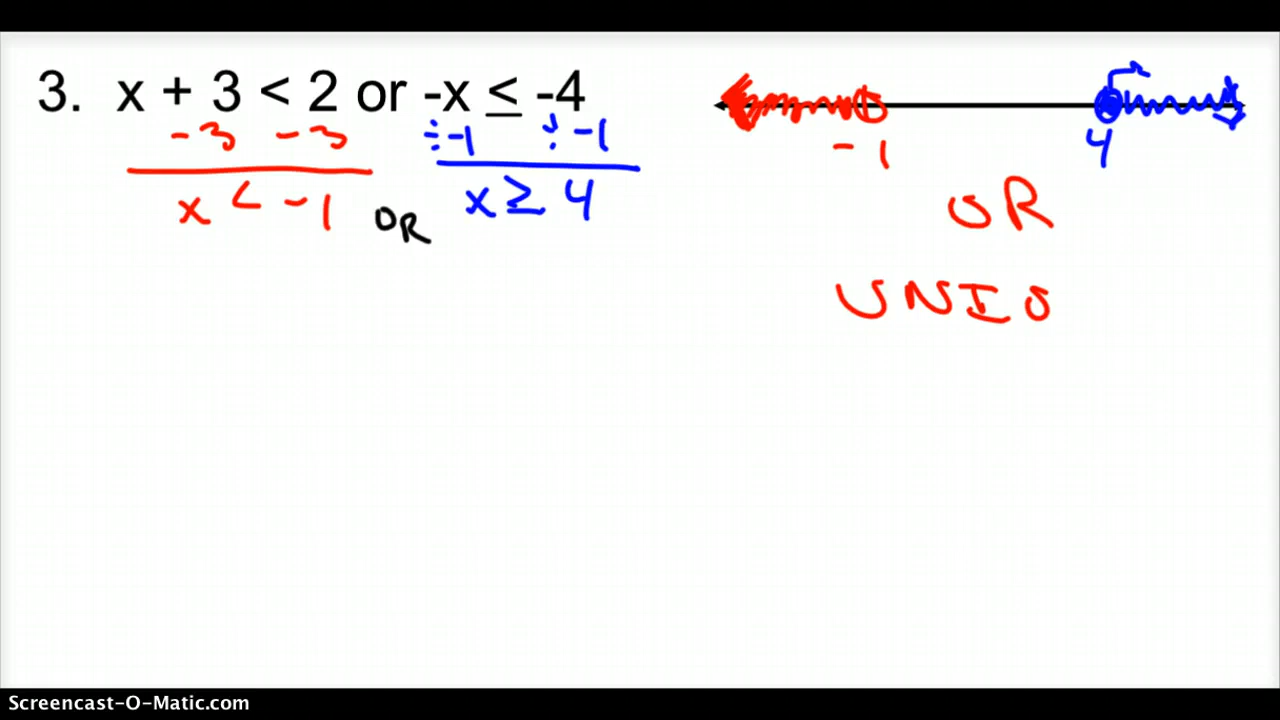 3. x + 3 < 2 or -x ≤ -4
-3 -3 ÷-1 ÷-1
x < -1 OR x ≥ 4
-1 4
OR
UNIO
Screencast-O-Matic.com